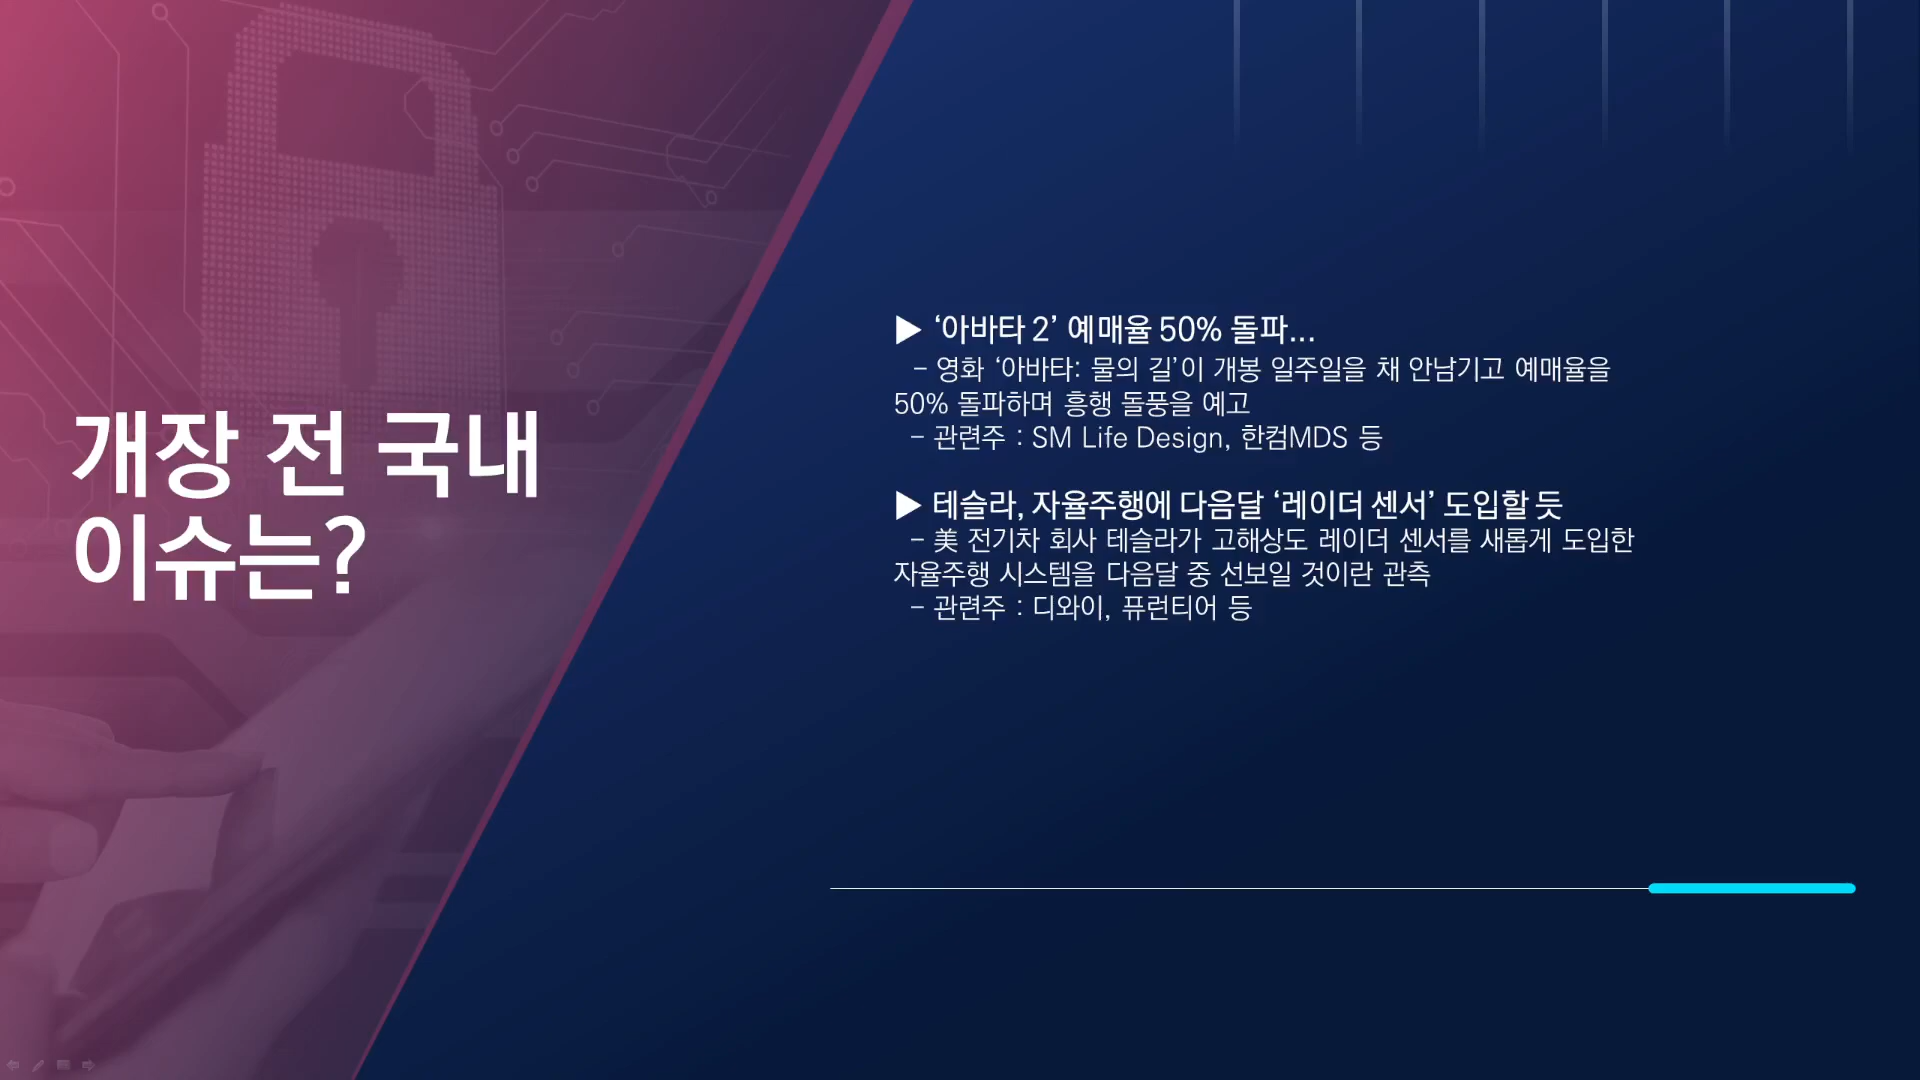 개장 전 국내
이슈는?
▶ ‘아바타 2’ 예매율 50% 돌파...
– 영화 ‘아바타: 물의 길’이 개봉 일주일을 채 안남기고 예매율을
50% 돌파하며 흥행 돌풍을 예고
– 관련주 : SM Life Design, 한컴MDS 등
▶ 테슬라, 자율주행에 다음달 ‘레이더 센서’ 도입할 듯
– 美 전기차 회사 테슬라가 고해상도 레이더 센서를 새롭게 도입한
자율주행 시스템을 다음달 중 선보일 것이란 관측
– 관련주 : 디와이, 퓨런티어 등